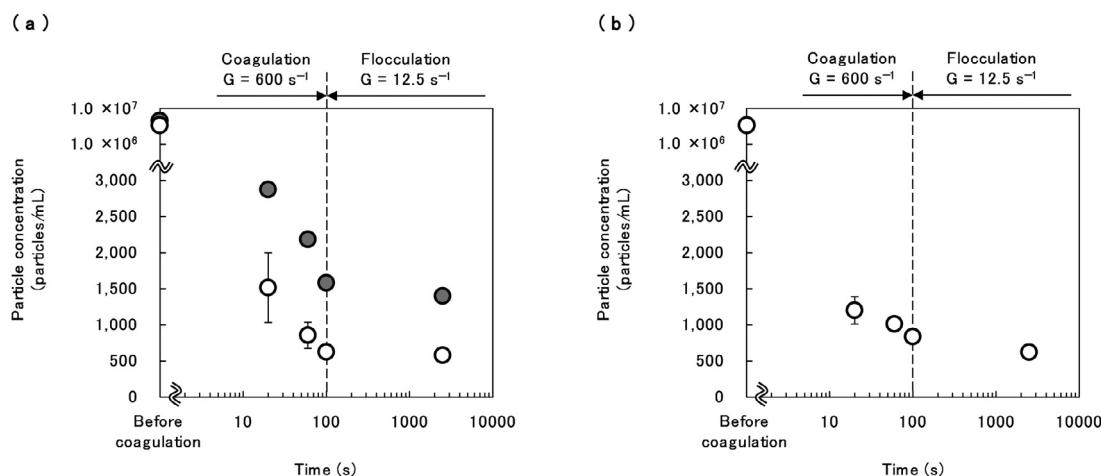 ( a )
Coagulation
G = 600 s⁻¹
Flocculation
G = 12.5 s⁻¹
1.0 ×10⁷
1.0 ×10⁶
3,000
2,500
2,000
1,500
1,000
500
0
Particle concentration
(particles/mL)
Before
coagulation
10 100 1000 10000
Time (s)
( b )
Coagulation
G = 600 s⁻¹
Flocculation
G = 12.5 s⁻¹
1.0 ×10⁷
1.0 ×10⁶
3,000
2,500
2,000
1,500
1,000
500
0
Particle concentration
(particles/mL)
Before
coagulation
10 100 1000 10000
Time (s)